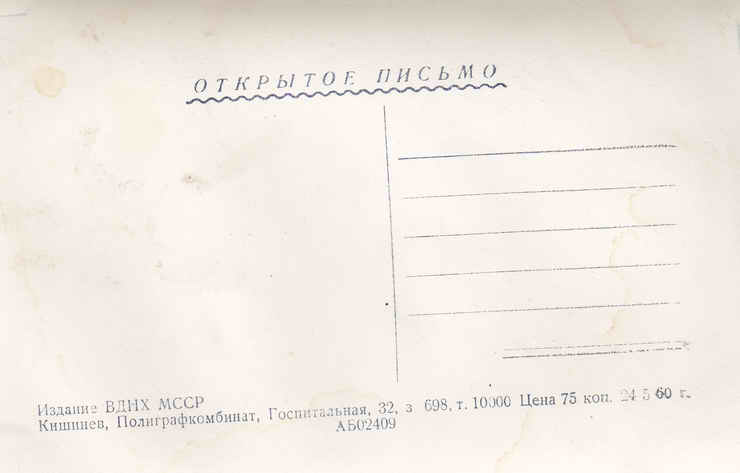 ОТКРЫТОЕ ПИСЬМО
Издание ВДНХ МССР
Кишинев, Полиграфкомбинат, Госпитальная, 32, з 698, т. 10000 Цена 75 коп. 24 5 60 г.
АБ02409